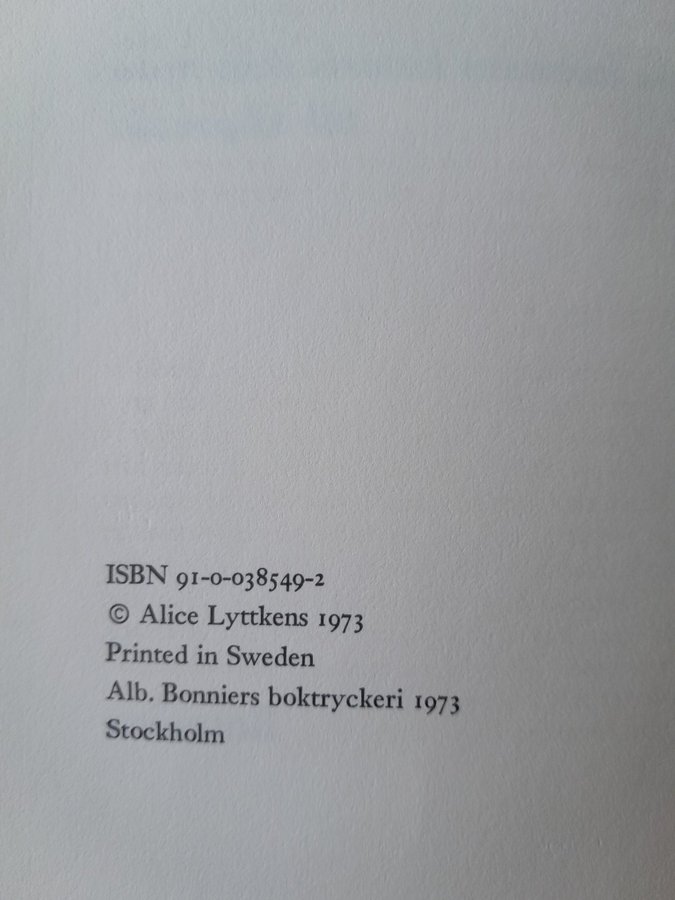 ISBN 91-0-038549-2
© Alice Lyttkens 1973
Printed in Sweden
Alb. Bonniers boktryckeri 1973
Stockholm